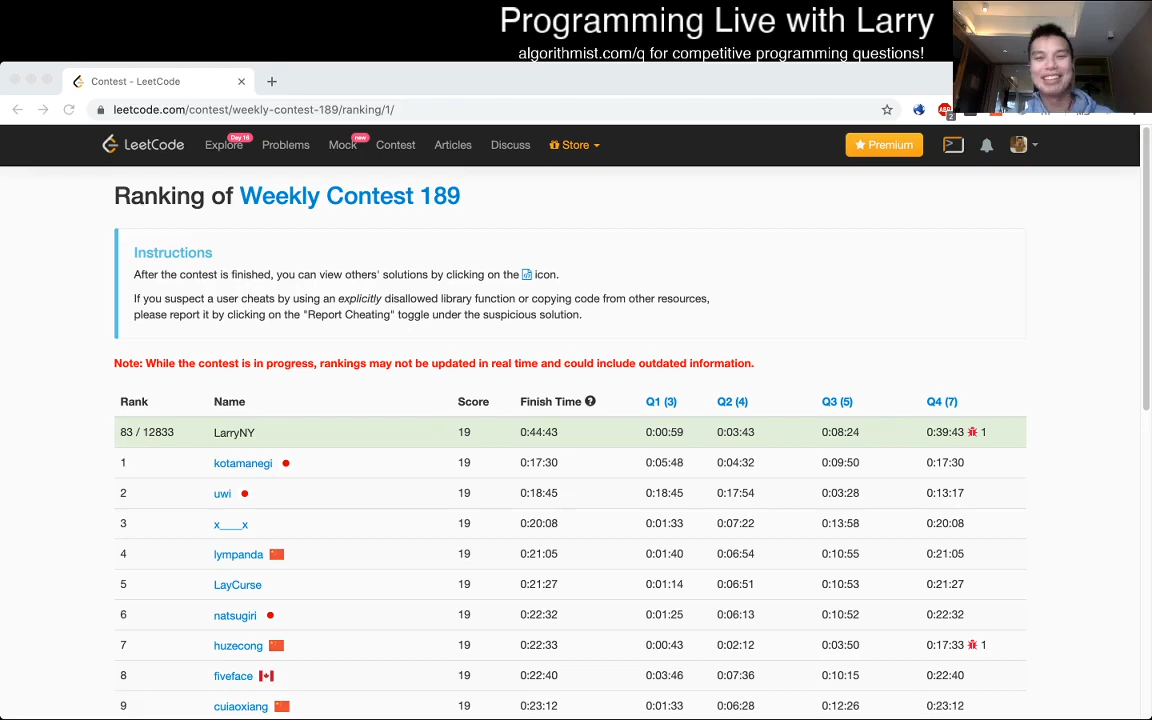 Programming Live with Larry
algorithmist.com/q for competitive programming questions!
Contest - LeetCode
leetcode.com/contest/weekly-contest-189/ranking/1/
2
LeetCode Explore Day 16 Problems Mock new Contest Articles Discuss Store Premium
Ranking of Weekly Contest 189
Instructions
After the contest is finished, you can view others' solutions by clicking on the icon.
If you suspect a user cheats by using an explicitly disallowed library function or copying code from other resources,
please report it by clicking on the "Report Cheating" toggle under the suspicious solution.
Note: While the contest is in progress, rankings may not be updated in real time and could include outdated information.
Rank Name Score Finish Time Q1 (3) Q2 (4) Q3 (5) Q4 (7)
83 / 12833 LarryNY 19 0:44:43 0:00:59 0:03:43 0:08:24 0:39:43 1
1 kotamanegi 19 0:17:30 0:05:48 0:04:32 0:09:50 0:17:30
2 uwi 19 0:18:45 0:18:45 0:17:54 0:03:28 0:13:17
3 x____x 19 0:20:08 0:01:33 0:07:22 0:13:58 0:20:08
4 lympanda 19 0:21:05 0:01:40 0:06:54 0:10:55 0:21:05
5 LayCurse 19 0:21:27 0:01:14 0:06:51 0:10:53 0:21:27
6 natsugiri 19 0:22:32 0:01:25 0:06:13 0:10:52 0:22:32
7 huzecong 19 0:22:33 0:00:43 0:02:12 0:03:50 0:17:33 1
8 fiveface 19 0:22:40 0:03:46 0:07:36 0:10:15 0:22:40
9 cuiaoxiang 19 0:23:12 0:01:33 0:06:28 0:12:26 0:23:12